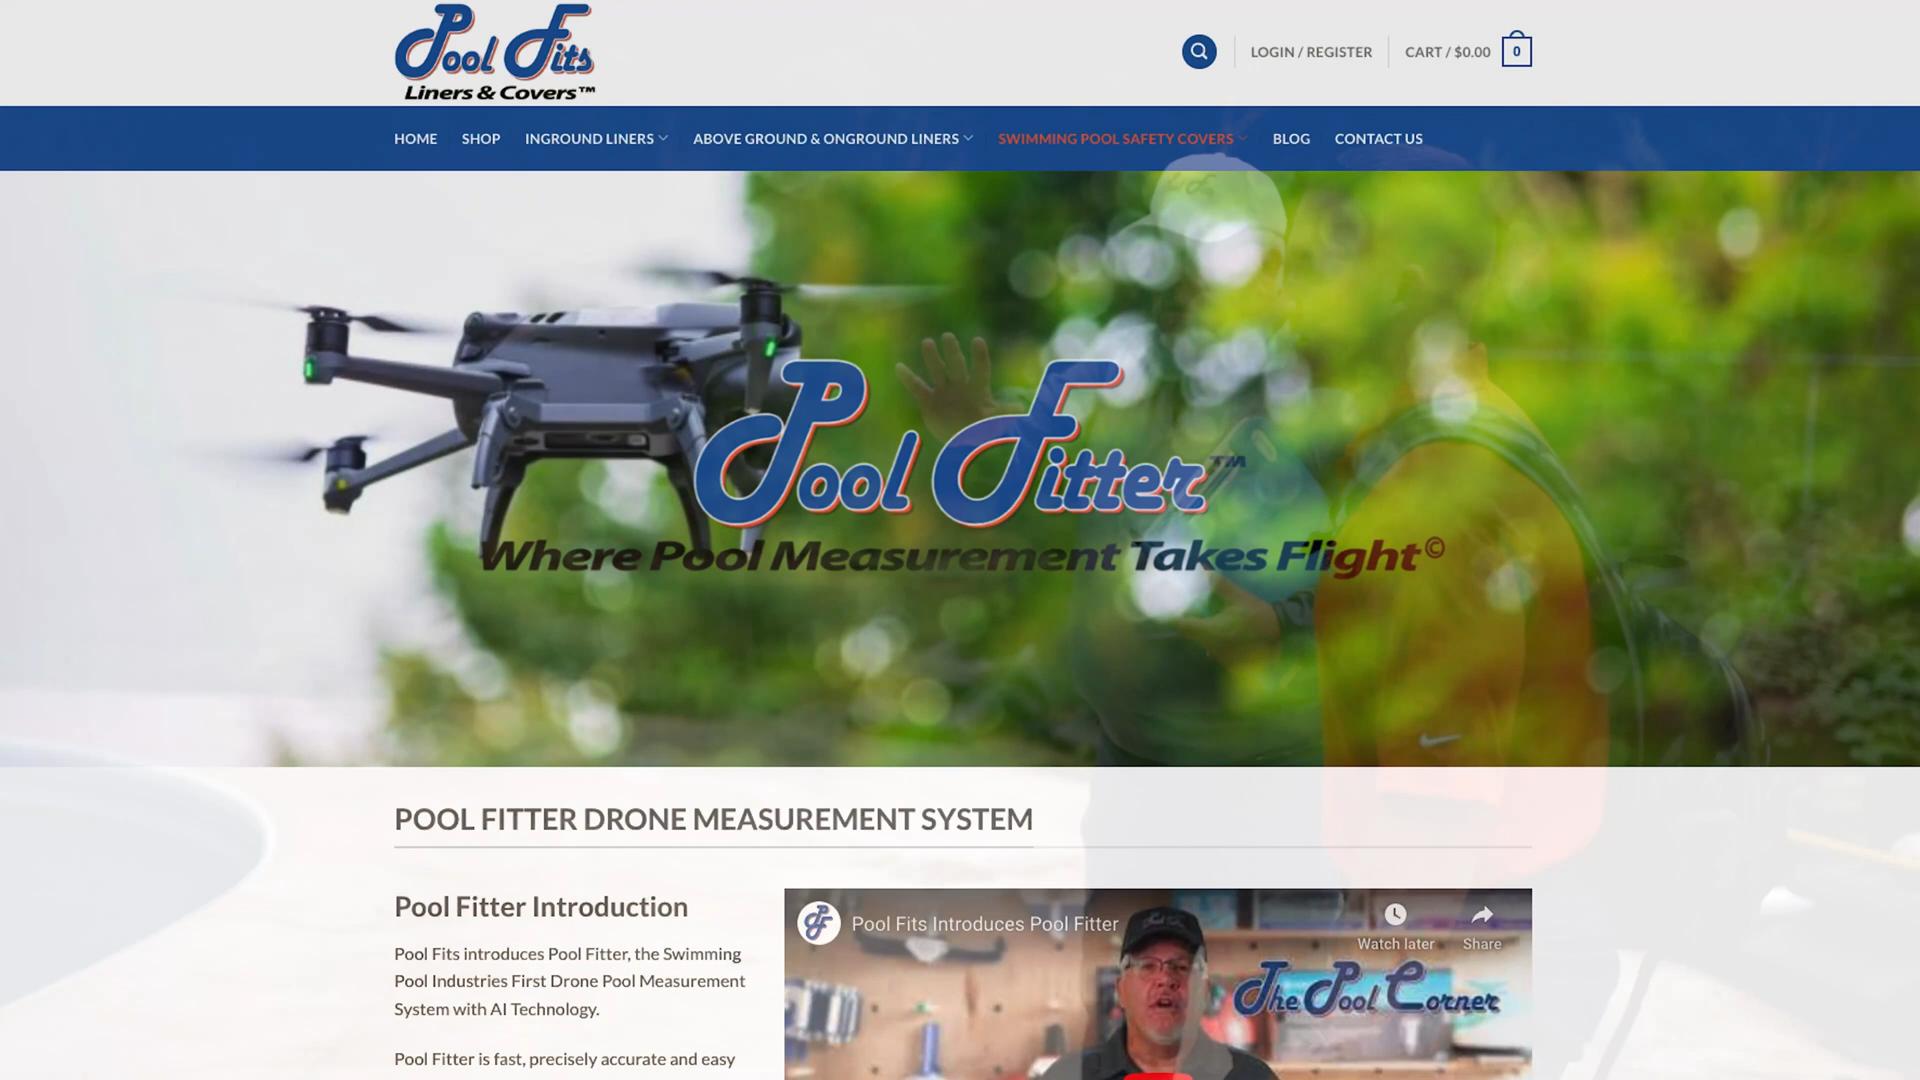 Pool Fits
Liners & Covers™
LOGIN / REGISTER
CART / $0.00
0
HOME
SHOP
INGROUND LINERS
ABOVE GROUND & ONGROUND LINERS
SWIMMING POOL SAFETY COVERS
BLOG
CONTACT US
Pool Fitter™
Where Pool Measurement Takes Flight©
POOL FITTER DRONE MEASUREMENT SYSTEM
Pool Fitter Introduction
Pool Fits introduces Pool Fitter, the Swimming
Pool Industries First Drone Pool Measurement
System with AI Technology.
Pool Fitter is fast, precisely accurate and easy
PF
Pool Fits Introduces Pool Fitter
Watch later
Share
The Pool Corner